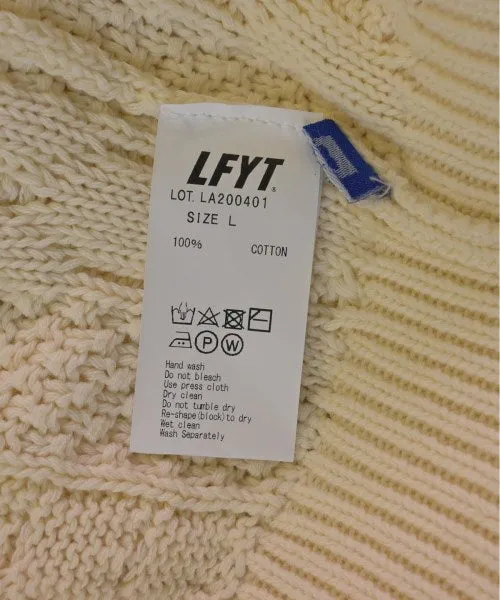 LFYT®
LOT. LA200401
SIZE L
100% COTTON
P W
Hand wash
Do not bleach
Use press cloth
Dry clean
Do not tumble dry
Re-shape(block)to dry
Wet clean
Wash Separately